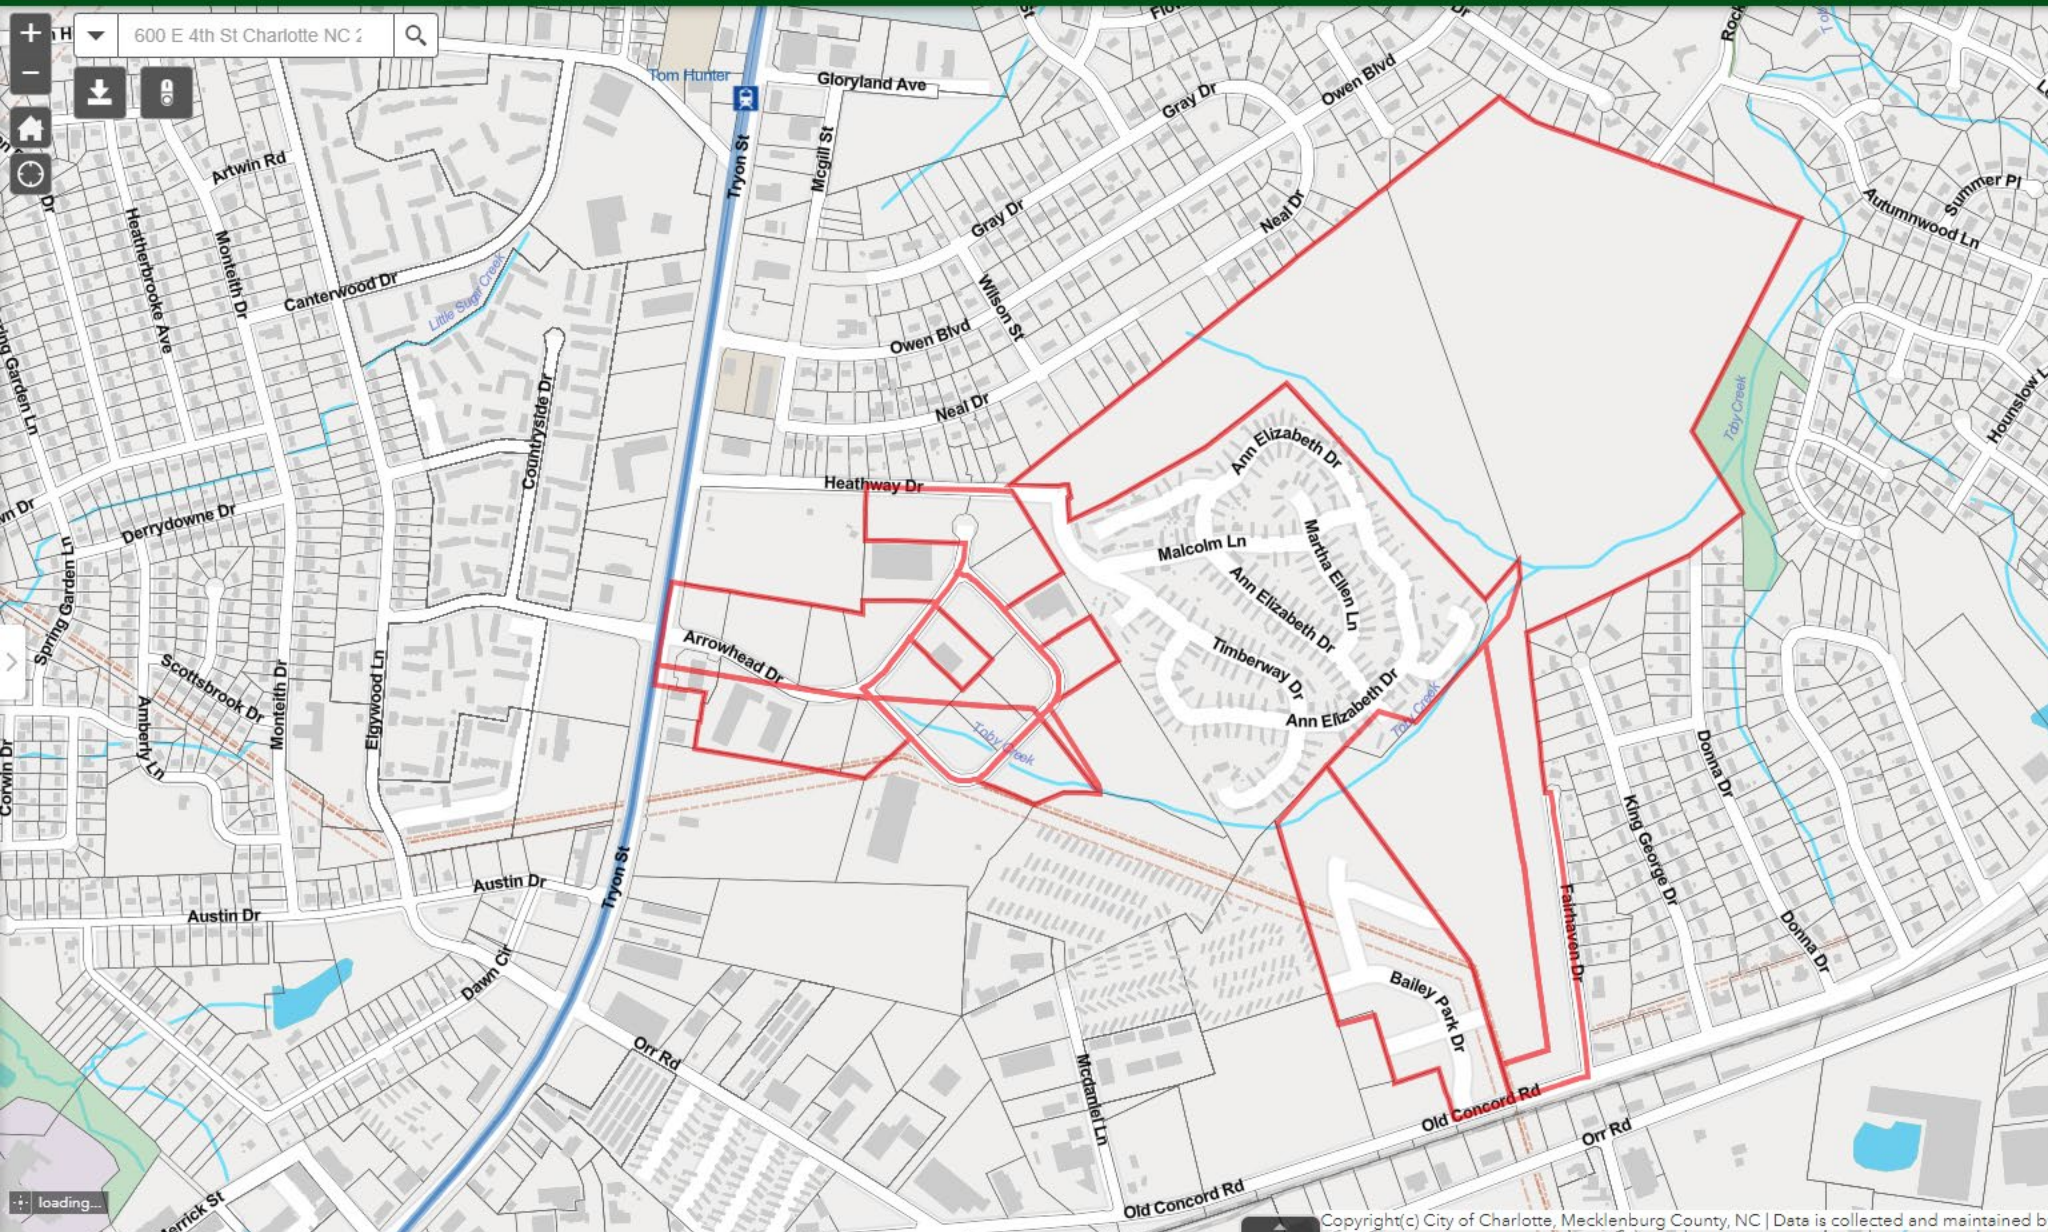 600 E 4th St Charlotte NC 2
Tom Hunter
Gloryland Ave
Mcgill St
Tryon St
Gray Dr
Owen Blvd
Dr
Rock
Summer Pl
Autumnwood Ln
Artwin Rd
Dr
Heatherbrooke Ave
Monteith Dr
Canterwood Dr
Little Sugar Creek
Gray Dr
Neal Dr
Wilson St
Owen Blvd
Neal Dr
Countryside Dr
Toby Creek
Garden Ln
Ann Elizabeth Dr
Heathway Dr
Derrydowne Dr
Malcolm Ln
Martha Ellen Ln
Ann Elizabeth Dr
Spring Garden Ln
Arrowhead Dr
Timberway Dr
Scottsbrook Dr
Monteith Dr
Elgywood Ln
Amberly Ln
Corwin Dr
Ann Elizabeth Dr
Toby Creek
Toby Creek
Donna Dr
King George Dr
Tryon St
Austin Dr
Austin Dr
Fairhaven Dr
Donna Dr
Dawn Cir
Bailey Park Dr
Orr Rd
Mcdaniel Ln
Old Concord Rd
Orr Rd
Old Concord Rd
loading...
Copyright(c) City of Charlotte, Mecklenburg County, NC | Data is collected and maintained b